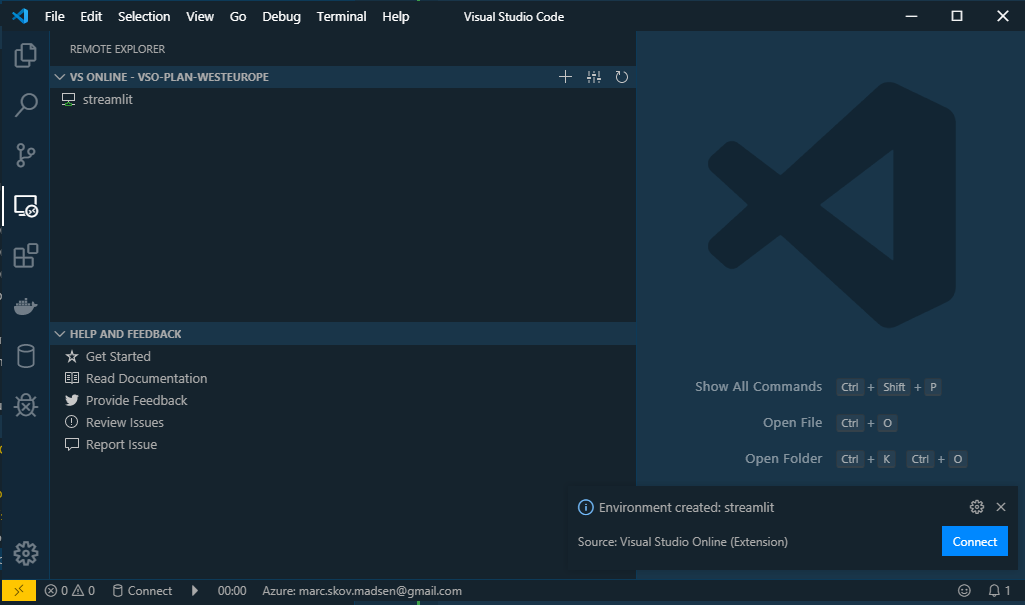 File Edit Selection View Go Debug Terminal Help Visual Studio Code
REMOTE EXPLORER
VS ONLINE - VSO-PLAN-WESTEUROPE
streamlit
HELP AND FEEDBACK
Get Started
Read Documentation
Provide Feedback
Review Issues
Report Issue
Show All Commands Ctrl + Shift + P
Open File Ctrl + O
Open Folder Ctrl + K Ctrl + O
Environment created: streamlit
Source: Visual Studio Online (Extension) Connect
0 0 Connect 00:00 Azure: marc.skov.madsen@gmail.com 1